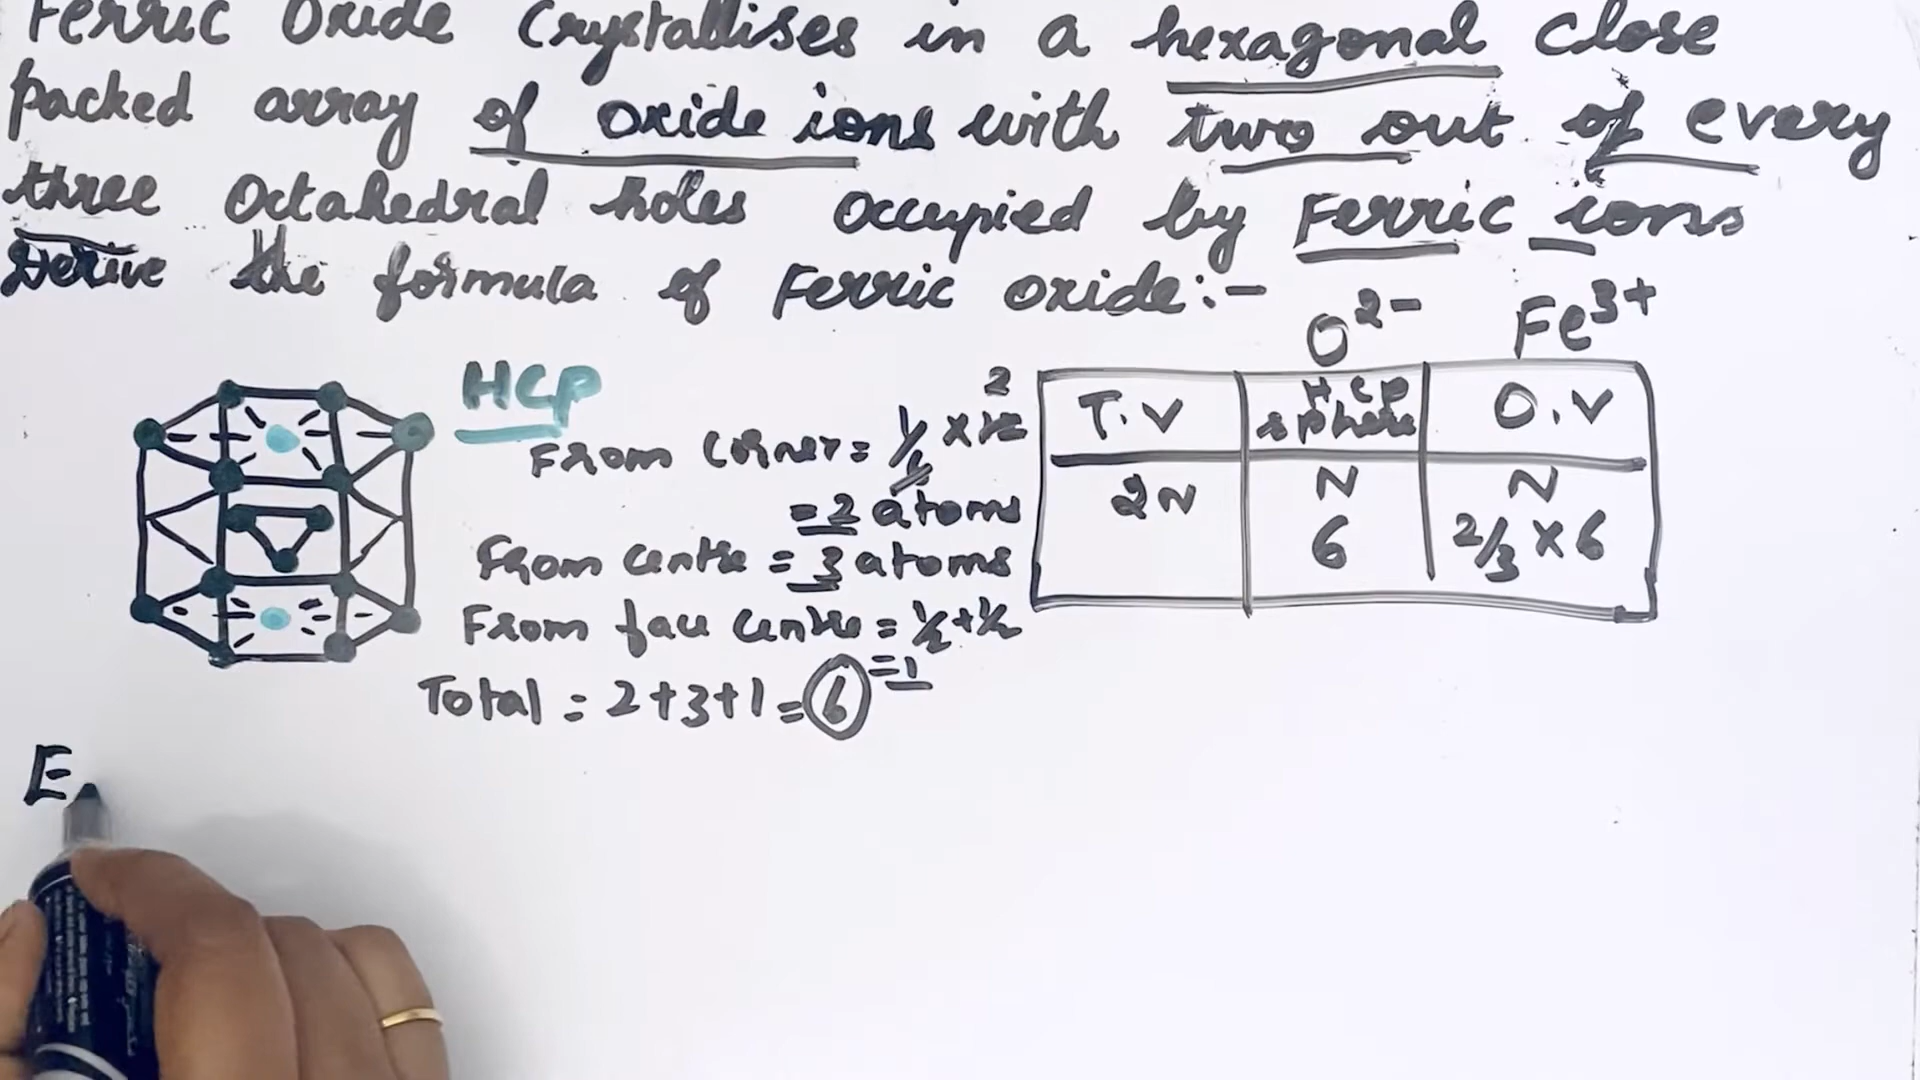 Ferric Oxide Crystallises in a hexagonal close
packed array of oxide ions with two out of every
three Octahedral holes occupied by Ferric ions
Derive the formula of Ferric oxide:-
O²⁻ Fe³⁺
HCP
From Corner = 1/6 × 12 2
= 2 atoms
From centre = 3 atoms
From face centre = 1/2 + 1/2
= 1
Total = 2+3+1 = 6
T.V HCP sphere O.V
2N N N
6 2/3 × 6
E